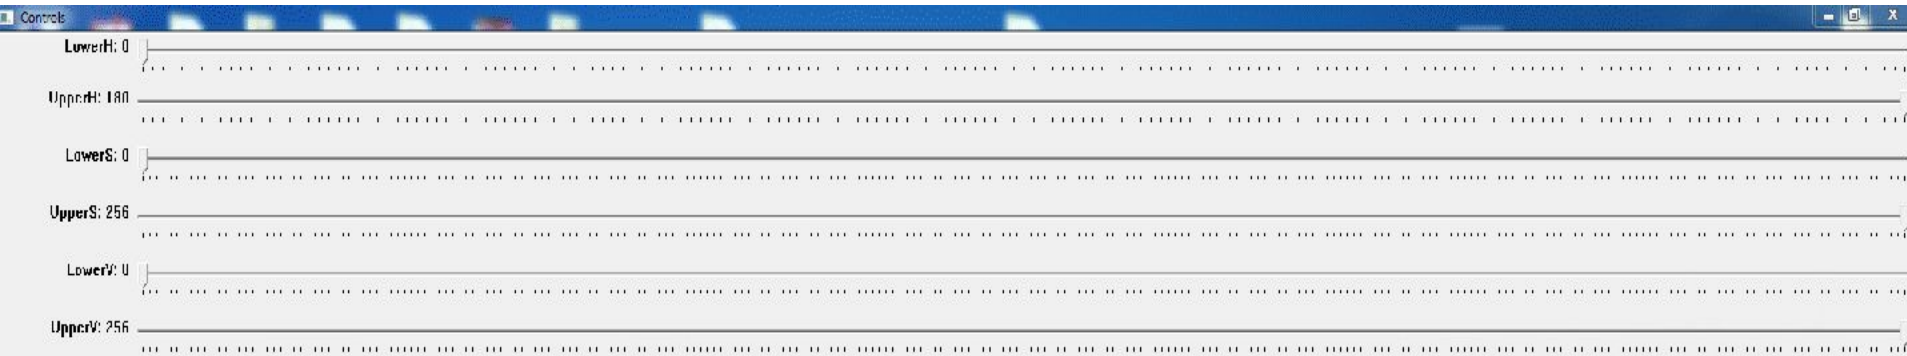 Controls
LowerH: 0
UpperH: 180
LowerS: 0
UpperS: 256
LowerV: 0
UpperV: 256